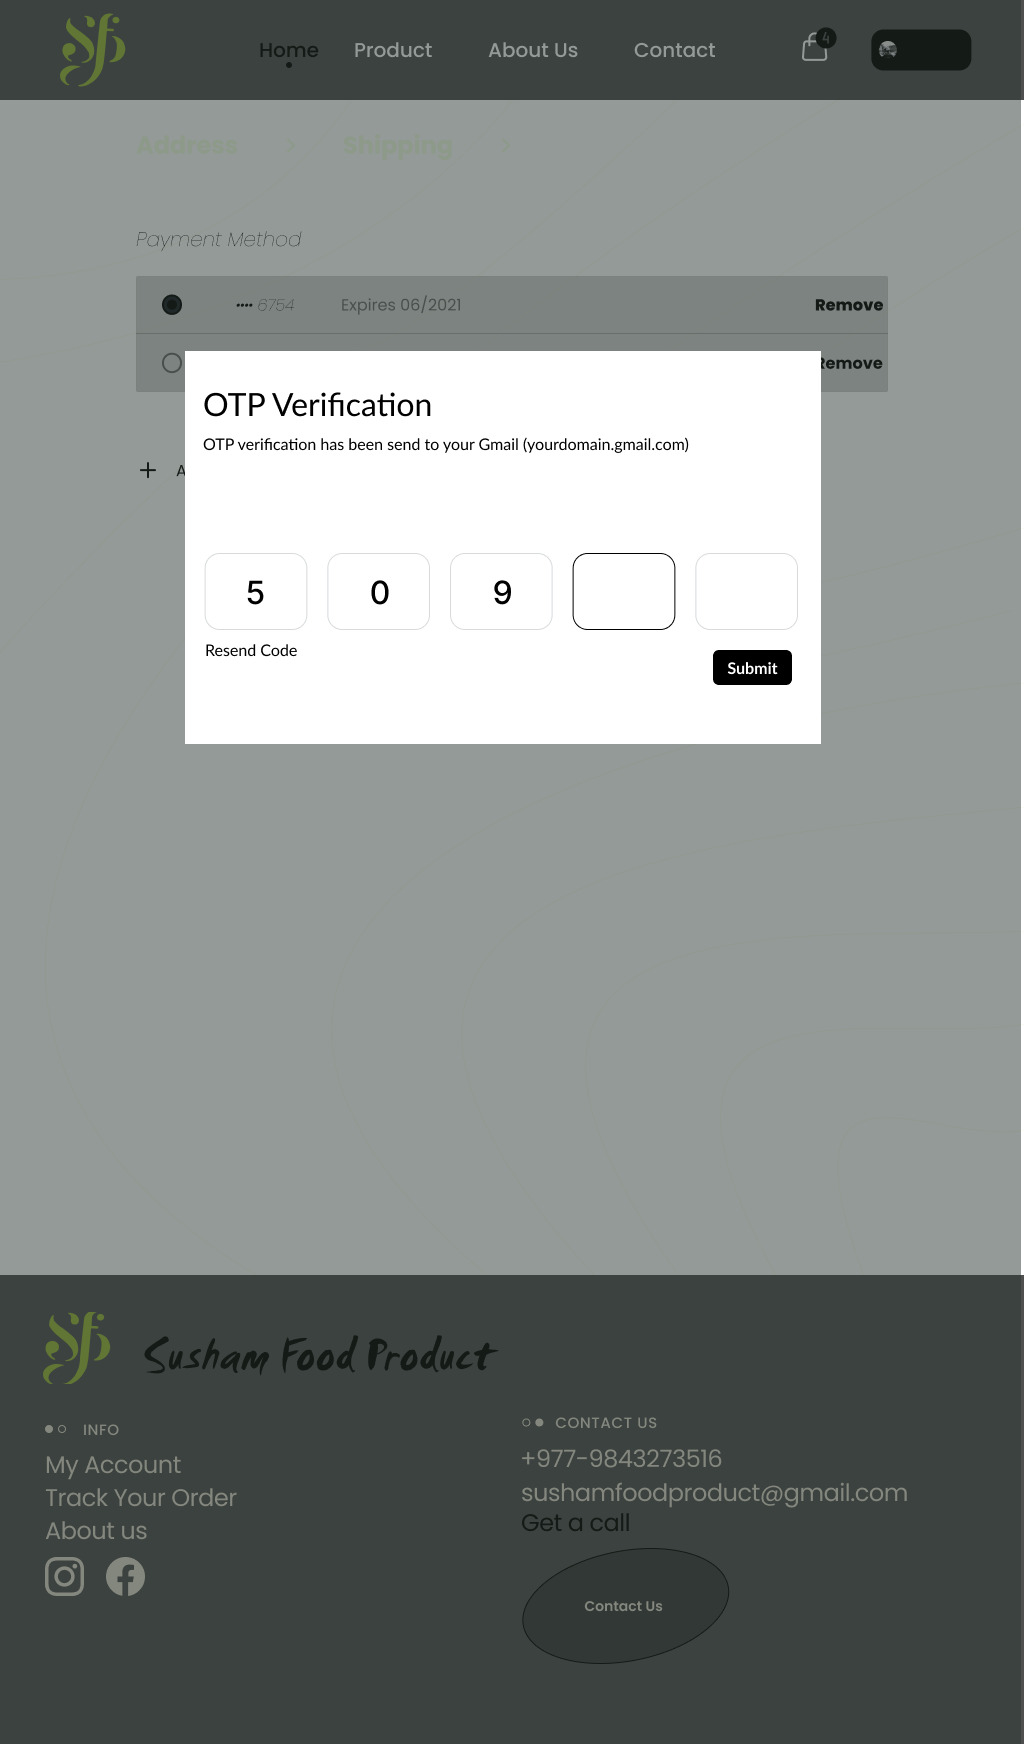 Home Product About Us Contact 4
Address > Shipping >
Payment Method
•••• 6754 Expires 06/2021 Remove
Remove
OTP Verification
OTP verification has been send to your Gmail (yourdomain.gmail.com)
5 0 9
Resend Code
Submit
Susham Food Product
INFO
My Account
Track Your Order
About us
CONTACT US
+977-9843273516
sushamfoodproduct@gmail.com
Get a call
Contact Us